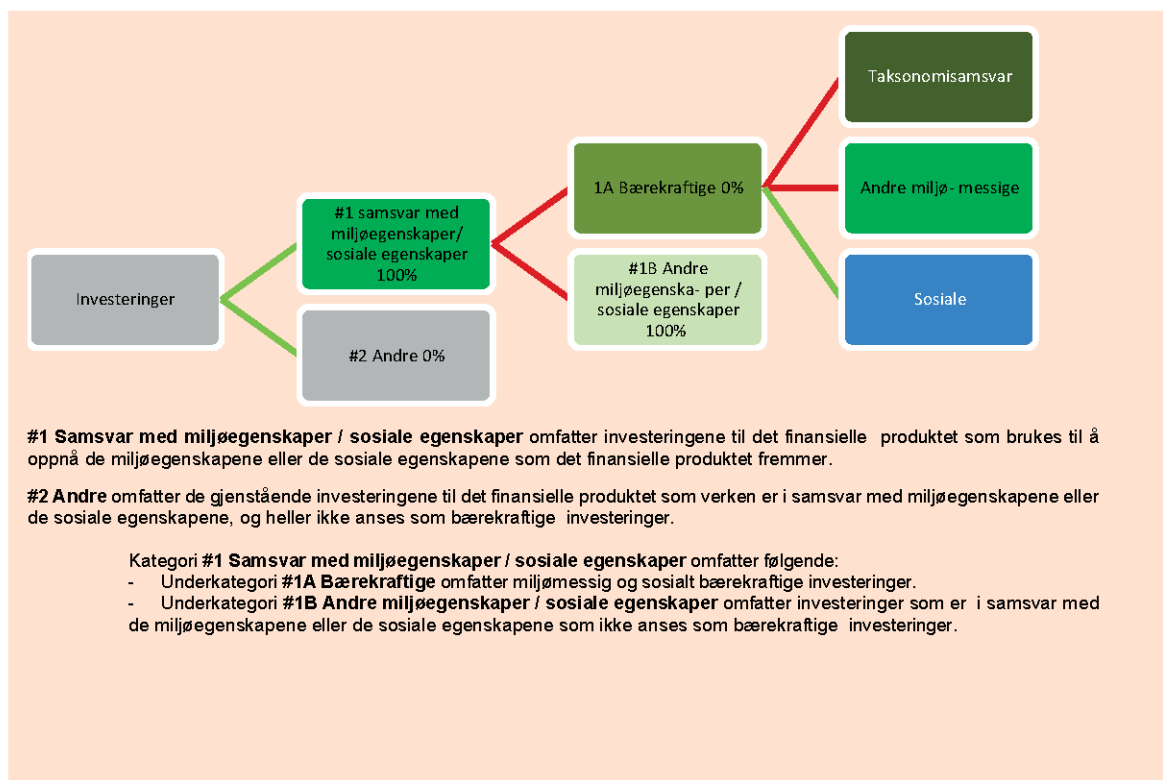 Taksonomisamsvar
1A Bærekraftige 0%
Andre miljø- messige
#1 samsvar med
miljøegenskaper/
sosiale egenskaper
100%
#1B Andre
miljøegenska- per /
sosiale egenskaper
100%
Investeringer
Sosiale
#2 Andre 0%
#1 Samsvar med miljøegenskaper / sosiale egenskaper omfatter investeringene til det finansielle produktet som brukes til å
oppnå de miljøegenskapene eller de sosiale egenskapene som det finansielle produktet fremmer.
#2 Andre omfatter de gjenstående investeringene til det finansielle produktet som verken er i samsvar med miljøegenskapene eller
de sosiale egenskapene, og heller ikke anses som bærekraftige investeringer.
Kategori #1 Samsvar med miljøegenskaper / sosiale egenskaper omfatter følgende:
- Underkategori #1A Bærekraftige omfatter miljømessig og sosialt bærekraftige investeringer.
- Underkategori #1B Andre miljøegenskaper / sosiale egenskaper omfatter investeringer som er i samsvar med
de miljøegenskapene eller de sosiale egenskapene som ikke anses som bærekraftige investeringer.